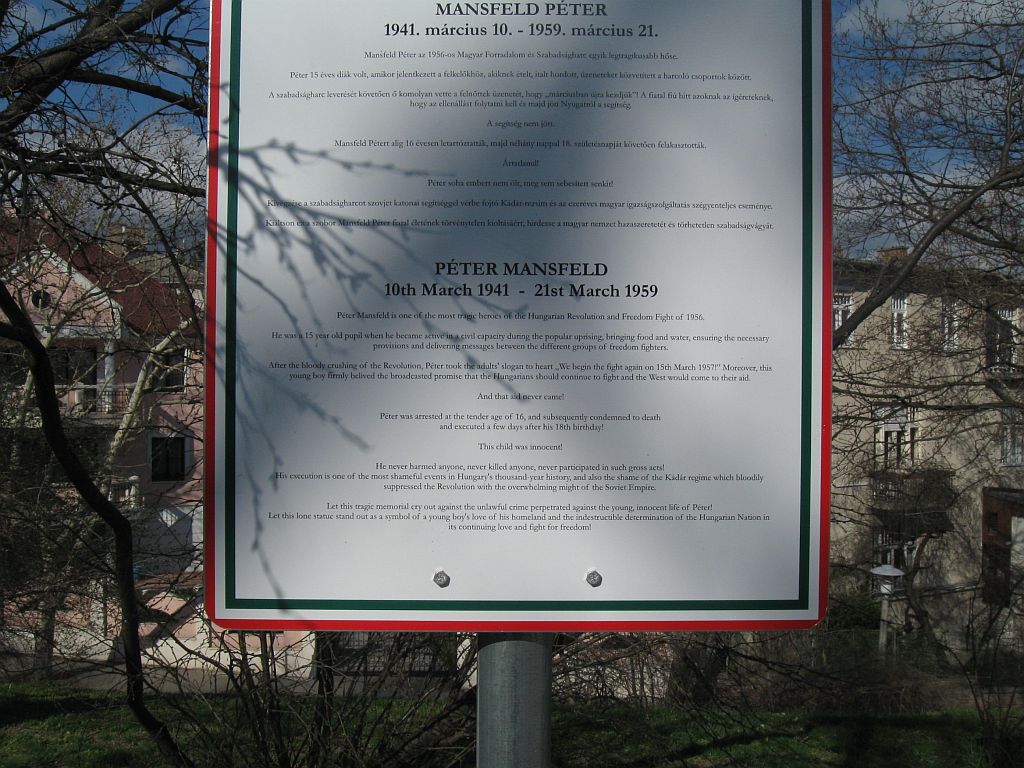 MANSFELD PÉTER
1941. március 10. - 1959. március 21.
Mansfeld Péter az 1956-os Magyar Forradalom és Szabadságharc egyik legtragikusabb hőse.
Péter 15 éves diák volt, amikor jelentkezett a felkelőkhöz, akiknek ételt, italt hordott, üzeneteket közvetített a harcoló csoportok között.
A szabadságharc leverését követően ő komolyan vette a felnőttek üzenetét, hogy „márciusban újra kezdjük"! A fiatal fiú hitt azoknak az ígéreteknek,
hogy az ellenállást folytatni kell és majd jön Nyugatról a segítség.
A segítség nem jött.
Mansfeld Pétert alig 16 évesen letartóztatták, majd néhány nappal 18. születésnapját követően felakasztották.
Ártatlanul!
Péter soha embert nem ölt, meg sem sebesített senkit!
Kivégzése a szabadságharcot szovjet katonai segítséggel vérbe fojtó Kádár-rezsim és az ezeréves magyar igazságszolgáltatás szégyenteljes eseménye.
Kiáltson ez a szobor Mansfeld Péter fiatal életének törvénytelen kioltásáért, hirdesse a magyar nemzet hazaszeretetét és törhetetlen szabadságvágyát.
PÉTER MANSFELD
10th March 1941 - 21st March 1959
Péter Mansfeld is one of the most tragic heroes of the Hungarian Revolution and Freedom Fight of 1956.
He was a 15 year old pupil when he became active in a civil capacity during the popular uprising, bringing food and water, ensuring the necessary
provisions and delivering messages between the different groups of freedom fighters.
After the bloody crushing of the Revolution, Péter took the adults' slogan to heart „We begin the fight again on 15th March 1957!" Moreover, this
young boy firmly belived the broadcasted promise that the Hungarians should continue to fight and the West would come to their aid.
And that aid never came!
Péter was arrested at the tender age of 16, and subsequently condemned to death
and executed a few days after his 18th birthday!
This child was innocent!
He never harmed anyone, never killed anyone, never participated in such gross acts!
His execution is one of the most shameful events in Hungary's thousand-year history, and also the shame of the Kádár regime which bloodily
suppressed the Revolution with the overwhelming might of the Soviet Empire.
Let this tragic memorial cry out against the unlawful crime perpetrated against the young, innocent life of Péter!
Let this lone statue stand out as a symbol of a young boy's love of his homeland and the indestructible determination of the Hungarian Nation in
its continuing love and fight for freedom!